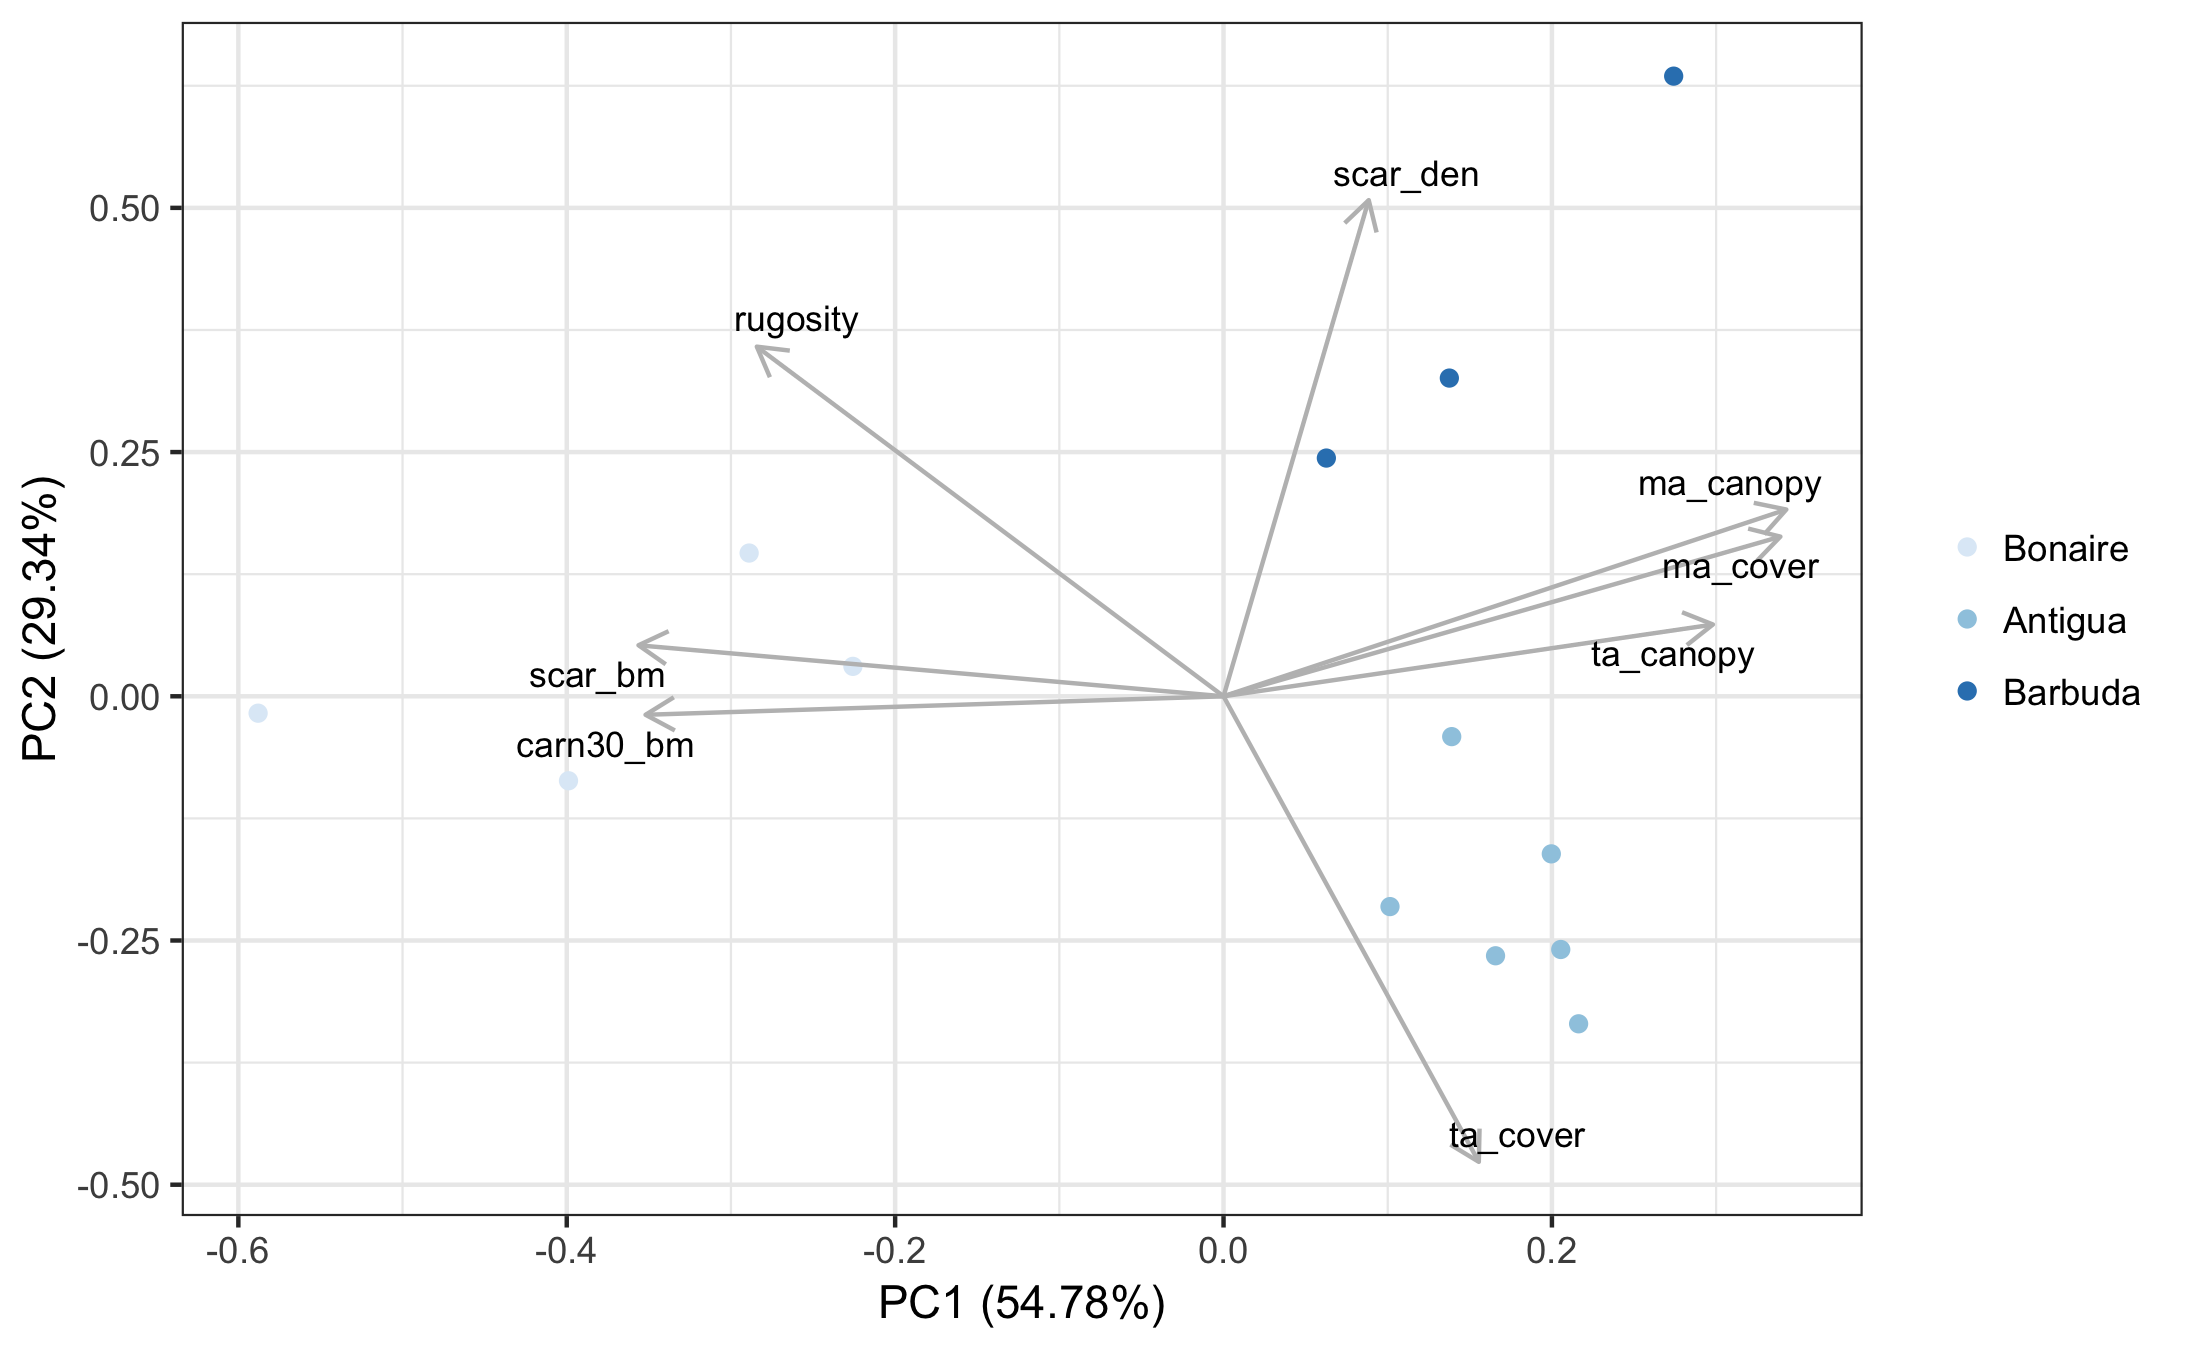 scar_den
rugosity
ma_canopy
ma_cover
ta_canopy
scar_bm
carn30_bm
ta_cover
0.50
0.25
0.00
-0.25
-0.50
PC2 (29.34%)
-0.6 -0.4 -0.2 0.0 0.2
PC1 (54.78%)
Bonaire
Antigua
Barbuda